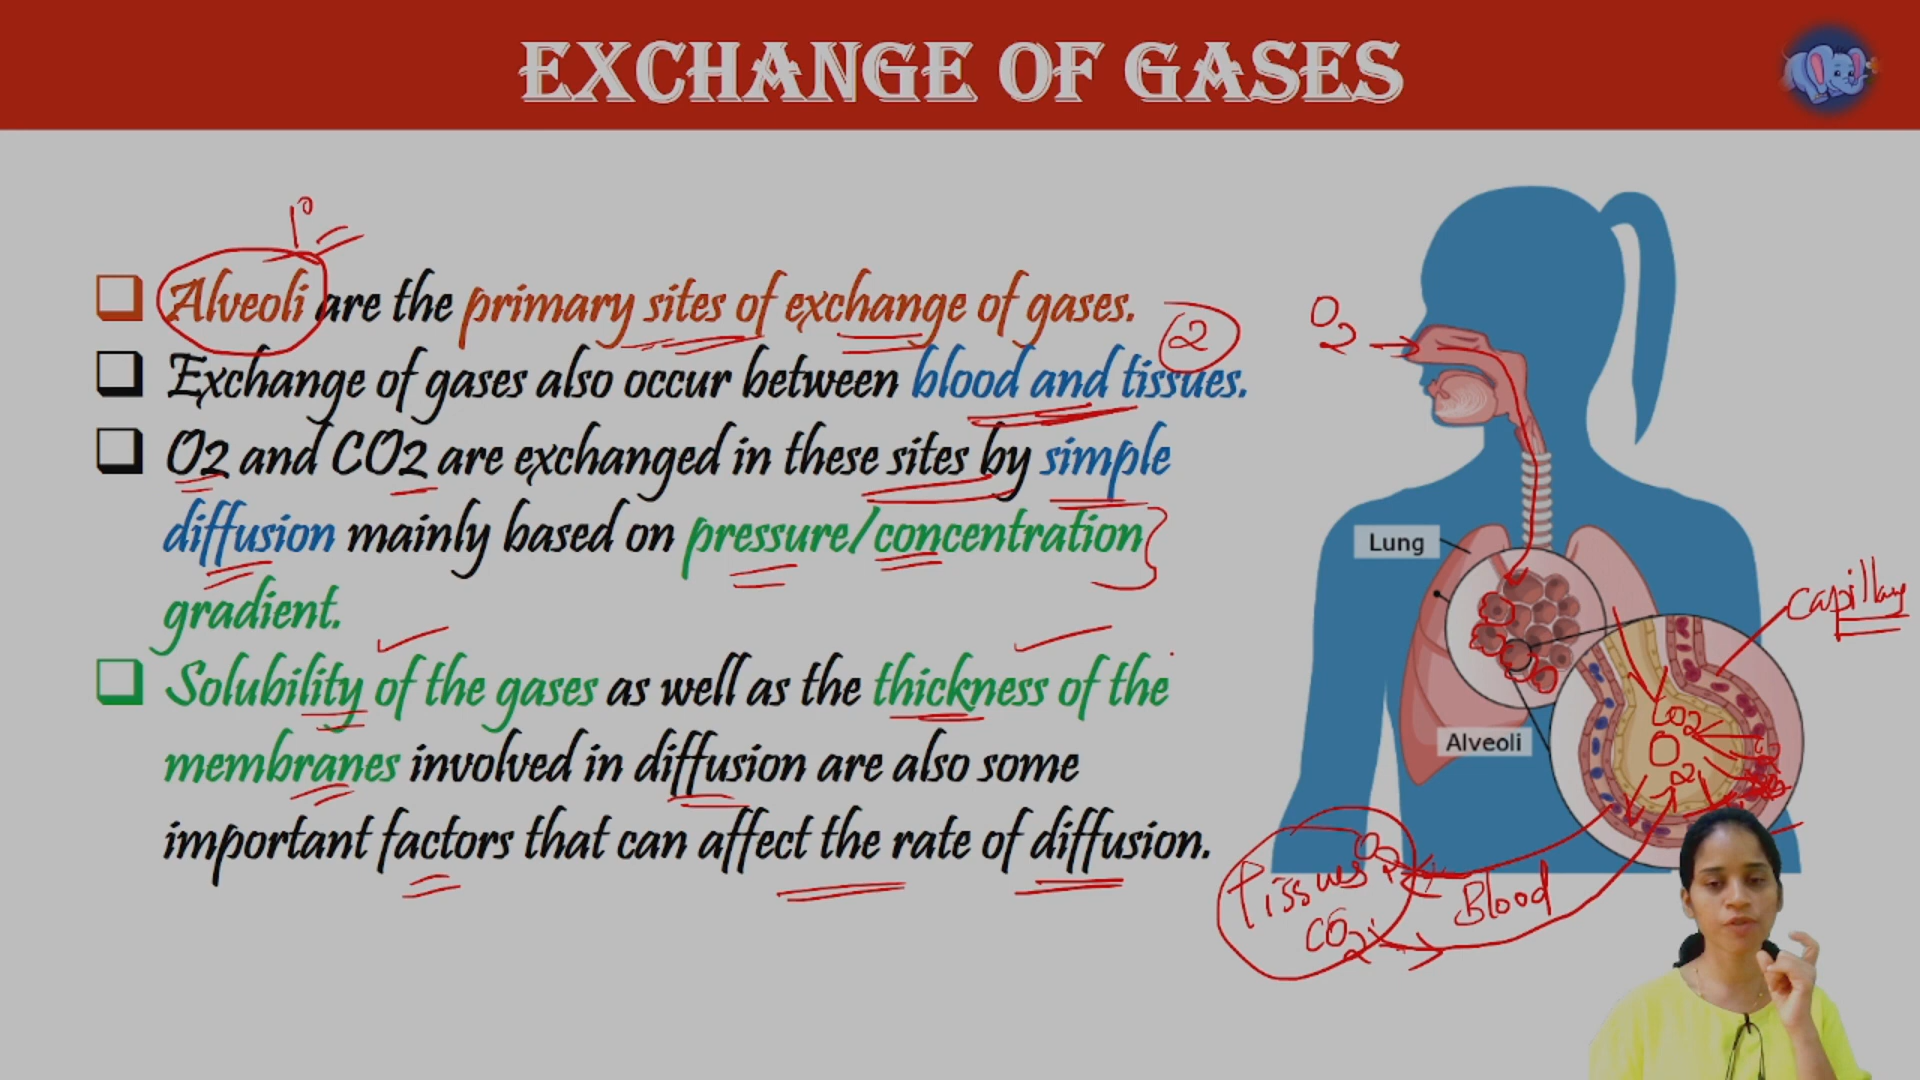 EXCHANGE OF GASES
1°
Alveoli are the primary sites of exchange of gases.
2
Exchange of gases also occur between blood and tissues.
O2 and CO2 are exchanged in these sites by simple
diffusion mainly based on pressure/concentration
gradient.
Solubility of the gases as well as the thickness of the
membranes involved in diffusion are also some
important factors that can affect the rate of diffusion.
O2
Lung
capillary
CO2
O2
Alveoli
Tissues O2
CO2
Blood